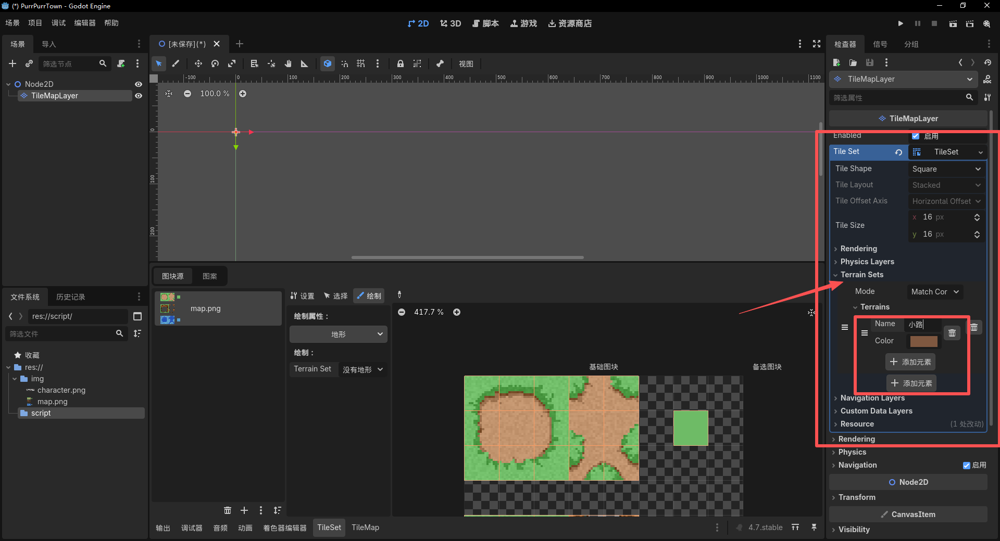 (*) PurrPurrTown - Godot Engine
场景 项目 调试 编辑器 帮助
2D 3D 脚本 游戏 资源商店
场景 导入
[未保存](*)
检查器 信号 分组
筛选节点
视图
Node2D
TileMapLayer
-100 0 100 200 300 400 500 600 700 800 900 1000 1100
100.0 %
0
100
200
TileMapLayer
筛选属性
TileMapLayer
Enabled 启用
Tile Set TileSet
Tile Shape Square
Tile Layout Stacked
Tile Offset Axis Horizontal Offset
Tile Size x 16 px
y 16 px
Rendering
Physics Layers
Terrain Sets
Mode Match Cor
Terrains
Name 小路
Color
添加元素
添加元素
Navigation Layers
Custom Data Layers
Resource (1 处改动)
Rendering
Physics
Navigation 启用
Node2D
Transform
CanvasItem
Visibility
文件系统 历史记录
res://script/
筛选文件
收藏
res://
img
character.png
map.png
script
图块源 图案
map.png
设置 选择 绘制
绘制属性：
地形
绘制：
Terrain Set 没有地形
417.7 %
基础图块 备选图块
输出 调试器 音频 动画 着色器编辑器 TileSet TileMap
4.7.stable